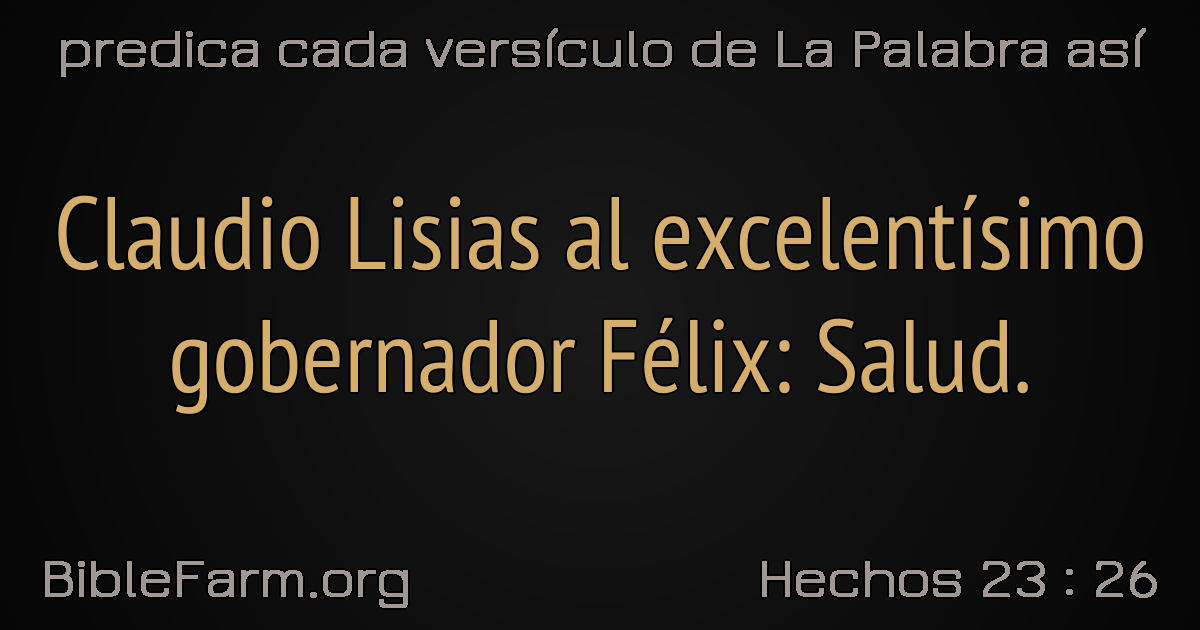 predica cada versículo de La Palabra así
Claudio Lisias al excelentísimo
gobernador Félix: Salud.
BibleFarm.org
Hechos 23 : 26